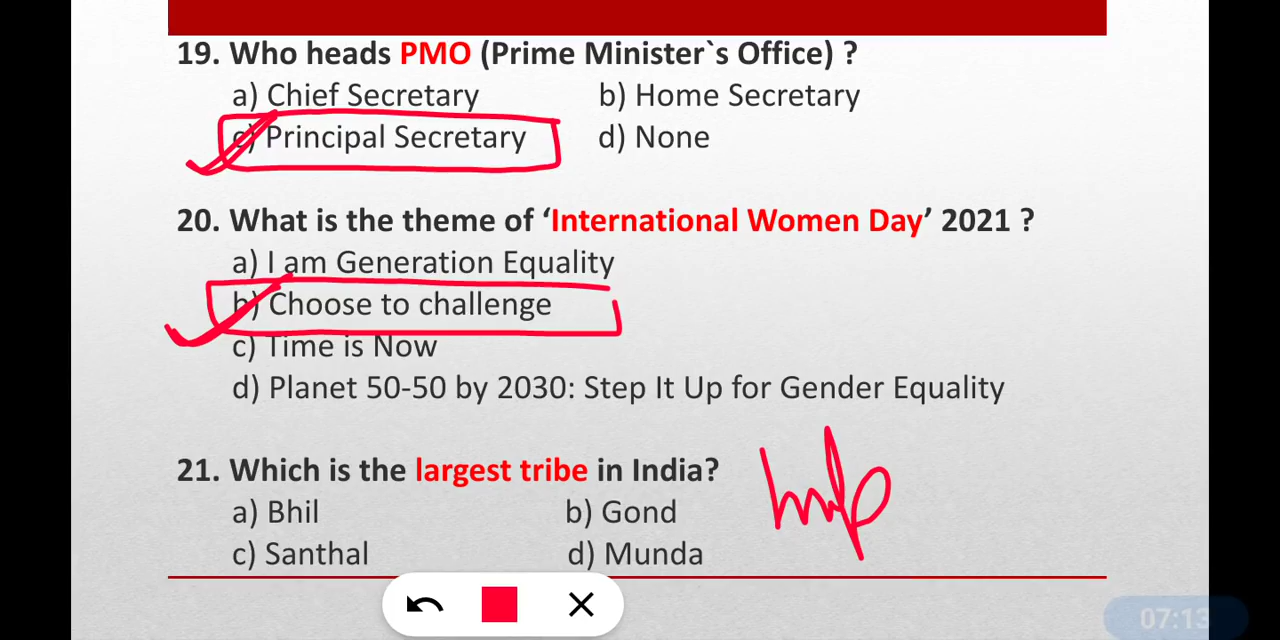 19. Who heads PMO (Prime Minister`s Office) ?
a) Chief Secretary b) Home Secretary
c) Principal Secretary d) None
20. What is the theme of ‘International Women Day’ 2021 ?
a) I am Generation Equality
b) Choose to challenge
c) Time is Now
d) Planet 50-50 by 2030: Step It Up for Gender Equality
21. Which is the largest tribe in India?
a) Bhil b) Gond
c) Santhal d) Munda
07:13